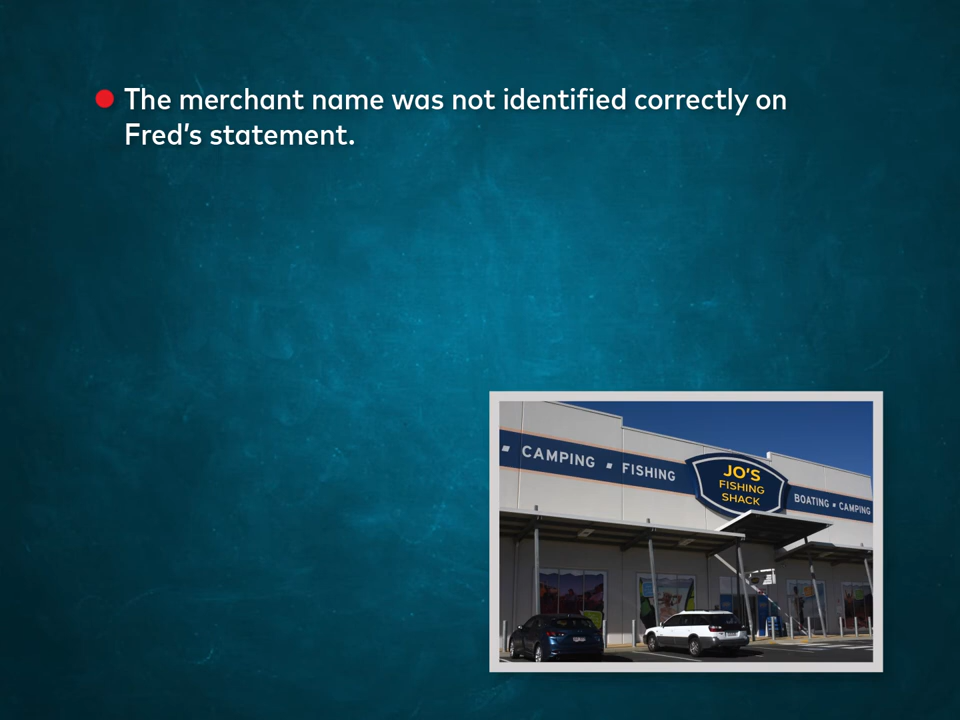 The merchant name was not identified correctly on
Fred's statement.
CAMPING FISHING
JO'S
FISHING
SHACK
BOATING CAMPING